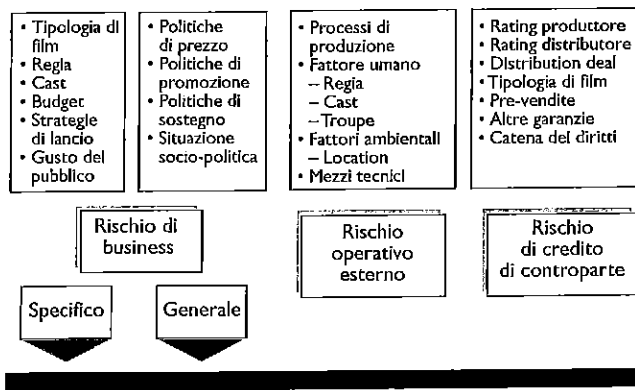 • Tipologia di
film
• Regia
• Cast
• Budget
• Strategie
di lancio
• Gusto del
pubblico
• Politiche
di prezzo
• Politiche di
promozione
• Politiche di
sostegno
• Situazione
socio-politica
• Processi di
produzione
• Fattore umano
– Regia
– Cast
– Troupe
• Fattori ambientali
– Location
• Mezzi tecnici
• Rating produttore
• Rating distributore
• Distribution deal
• Tipologia di film
• Pre-vendite
• Altre garanzie
• Catena dei diritti
Rischio di
business
Rischio
operativo
esterno
Rischio
di credito
di controparte
Specifico
Generale